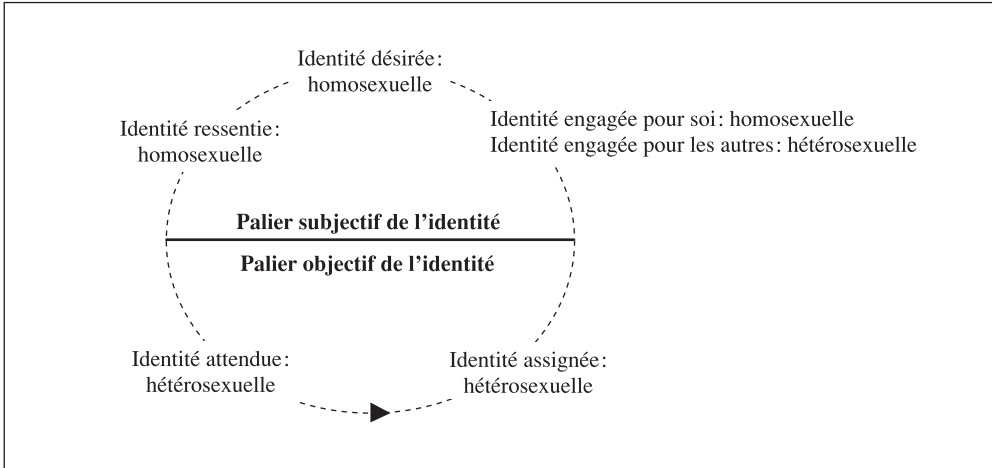 Identité désirée :
homosexuelle
Identité ressentie :
homosexuelle
Identité engagée pour soi : homosexuelle
Identité engagée pour les autres : hétérosexuelle
Palier subjectif de l’identité
Palier objectif de l’identité
Identité attendue :
hétérosexuelle
Identité assignée :
hétérosexuelle